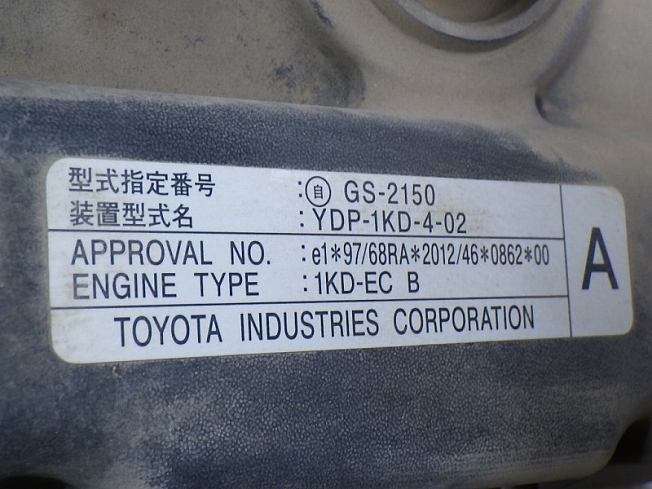 型式指定番号 :㉂ GS-2150
装置型式名 : YDP-1KD-4-02
APPROVAL NO. : e1*97/68RA*2012/46*0862*00
ENGINE TYPE : 1KD-EC B
A
TOYOTA INDUSTRIES CORPORATION